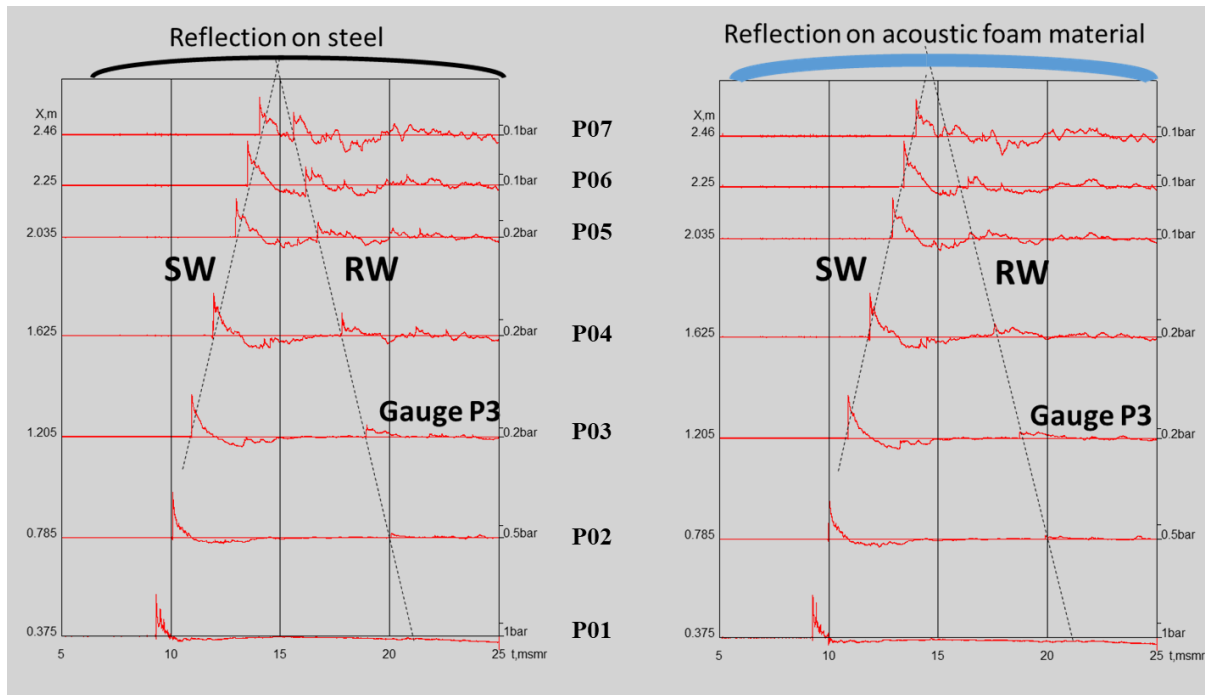 Reflection on steel
X,m
2.46
0.1bar
2.25
0.1bar
2.035
0.2bar
SW
RW
1.625
0.2bar
Gauge P3
1.205
0.2bar
0.785
0.5bar
0.375
1bar
5
10
15
20
25
t,msmr
P07
P06
P05
P04
P03
P02
P01
Reflection on acoustic foam material
X,m
2.46
0.1bar
2.25
0.1bar
2.035
0.1bar
SW
RW
1.625
0.2bar
Gauge P3
1.205
0.2bar
0.785
0.5bar
0.375
1bar
5
10
15
20
25
t,msmr